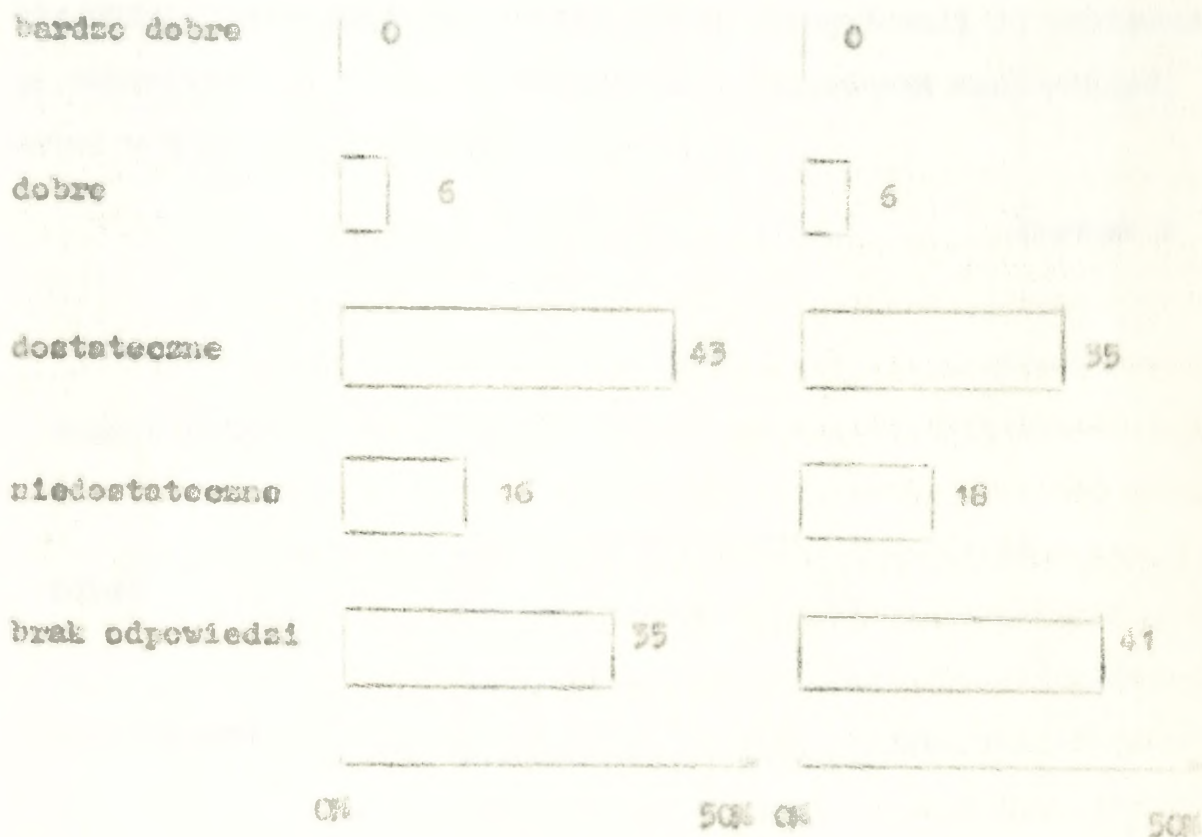 bardzo dobre 0 0
dobre 6 6
dostateczne 43 35
niedostateczne 16 18
brak odpowiedzi 35 41
0% 50% 0% 50%